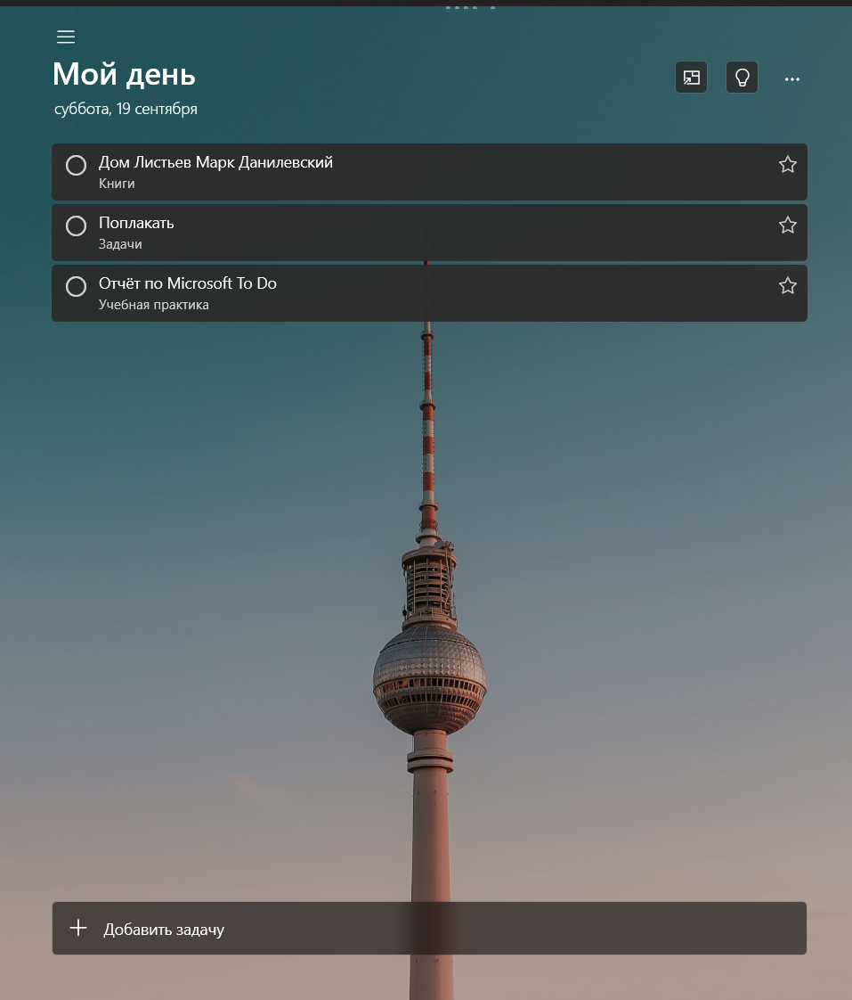 Мой день
суббота, 19 сентября
Дом Листьев Марк Данилевский
Книги
Поплакать
Задачи
Отчёт по Microsoft To Do
Учебная практика
Добавить задачу